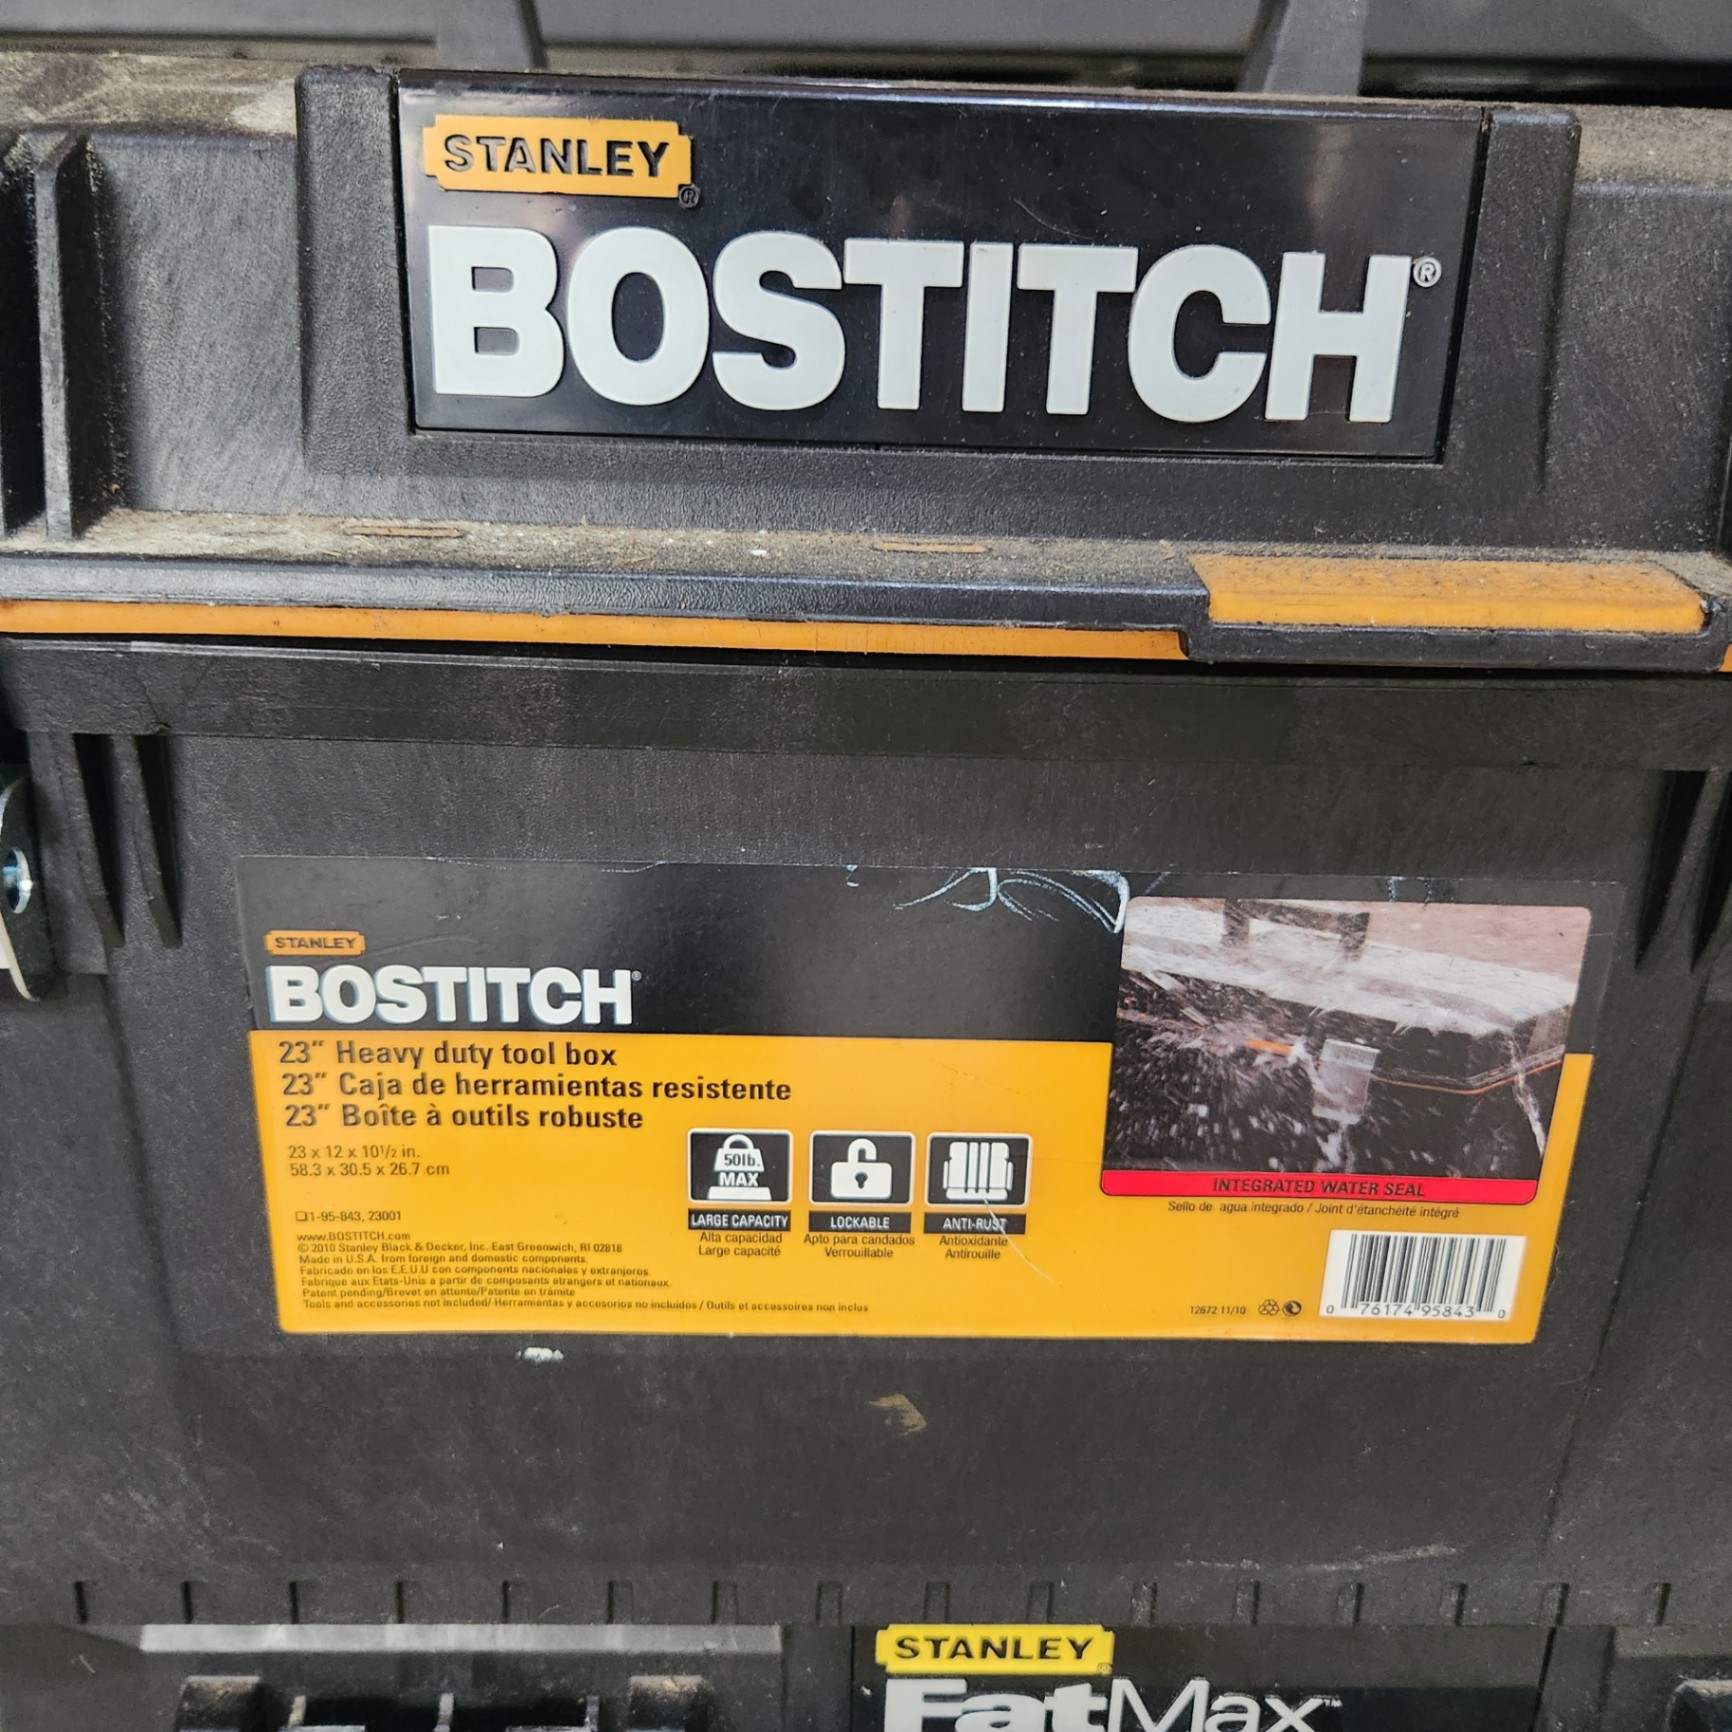 STANLEY®
BOSTITCH®
STANLEY
BOSTITCH®
23" Heavy duty tool box
23" Caja de herramientas resistente
23" Boîte à outils robuste
23 x 12 x 10 1/2 in.
58.3 x 30.5 x 26.7 cm
50lb.
MAX
LARGE CAPACITY
Alta capacidad
Large capacité
LOCKABLE
Apto para candados
Verrouillable
ANTI-RUST
Antioxidante
Antirouille
INTEGRATED WATER SEAL
Sello de agua integrado / Joint d'étanchéité intégré
1-95-843, 23001
www.BOSTITCH.com
© 2010 Stanley Black & Decker, Inc. East Greenwich, RI 02818
Made in U.S.A. from foreign and domestic components.
Fabricado en los E.E.U.U con componentes nacionales y extranjeros.
Fabrique aux Etats-Unis a partir de composants etrangers et nationaux.
Patent pending/Brevet en attente/Patente en trámite
Tools and accessories not included/ Herramientas y accesorios no incluidos / Outils et accessoires non inclus
12672 11/10
0 76174 95843 0
STANLEY®
FatMax™